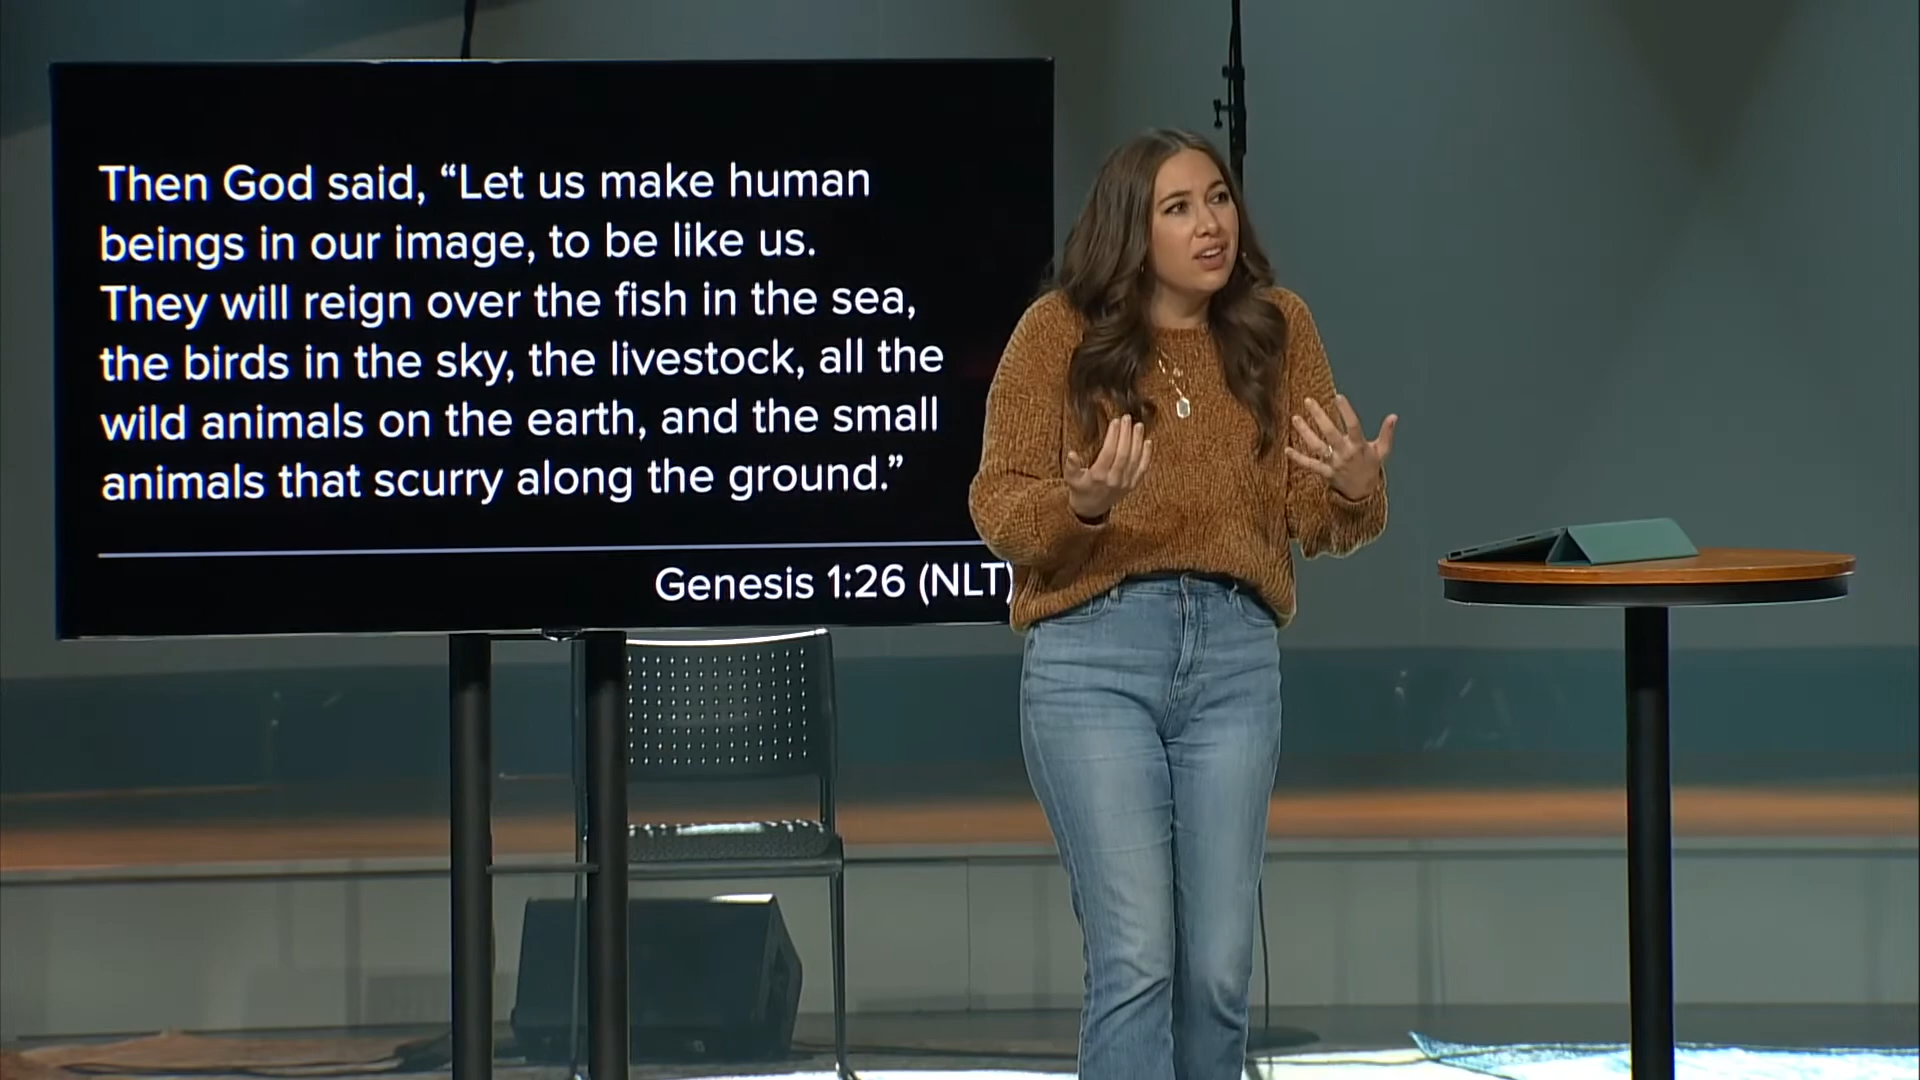 Then God said, “Let us make human
beings in our image, to be like us.
They will reign over the fish in the sea,
the birds in the sky, the livestock, all the
wild animals on the earth, and the small
animals that scurry along the ground.”
Genesis 1:26 (NLT)